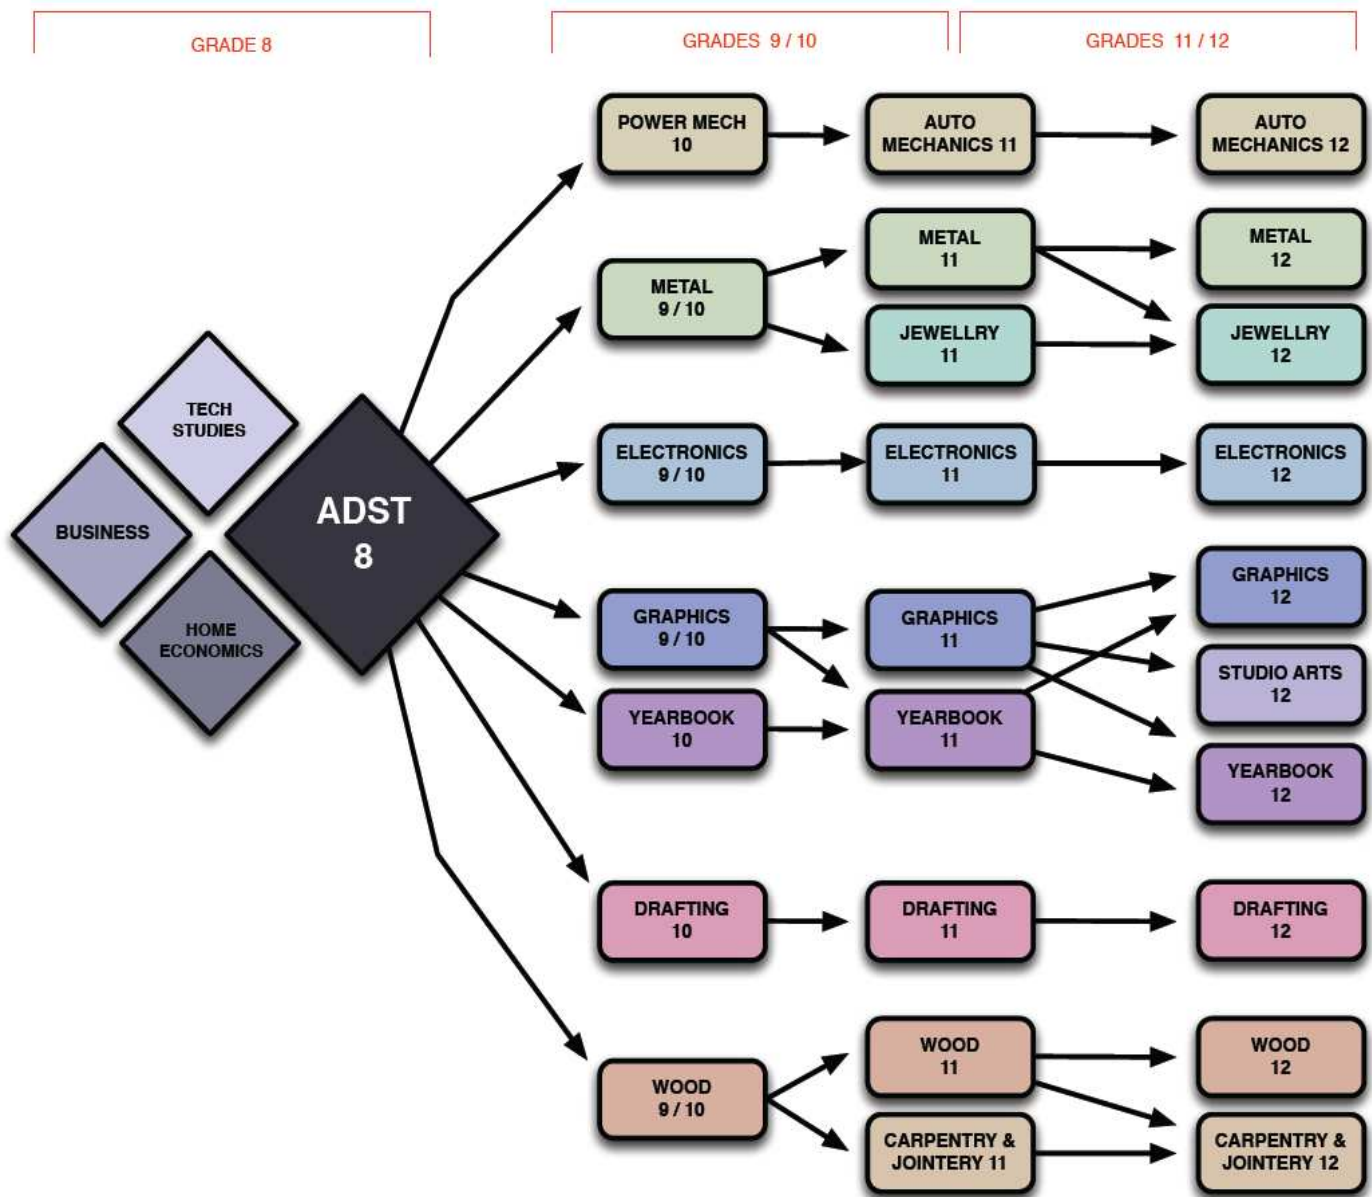 GRADE 8
GRADES 9 / 10
GRADES 11 / 12
TECH
STUDIES
BUSINESS
HOME
ECONOMICS
ADST
8
POWER MECH
10
AUTO
MECHANICS 11
AUTO
MECHANICS 12
METAL
9 / 10
METAL
11
METAL
12
JEWELLRY
11
JEWELLRY
12
ELECTRONICS
9 / 10
ELECTRONICS
11
ELECTRONICS
12
GRAPHICS
9 / 10
GRAPHICS
11
GRAPHICS
12
STUDIO ARTS
12
YEARBOOK
10
YEARBOOK
11
YEARBOOK
12
DRAFTING
10
DRAFTING
11
DRAFTING
12
WOOD
9 / 10
WOOD
11
WOOD
12
CARPENTRY &
JOINTERY 11
CARPENTRY &
JOINTERY 12